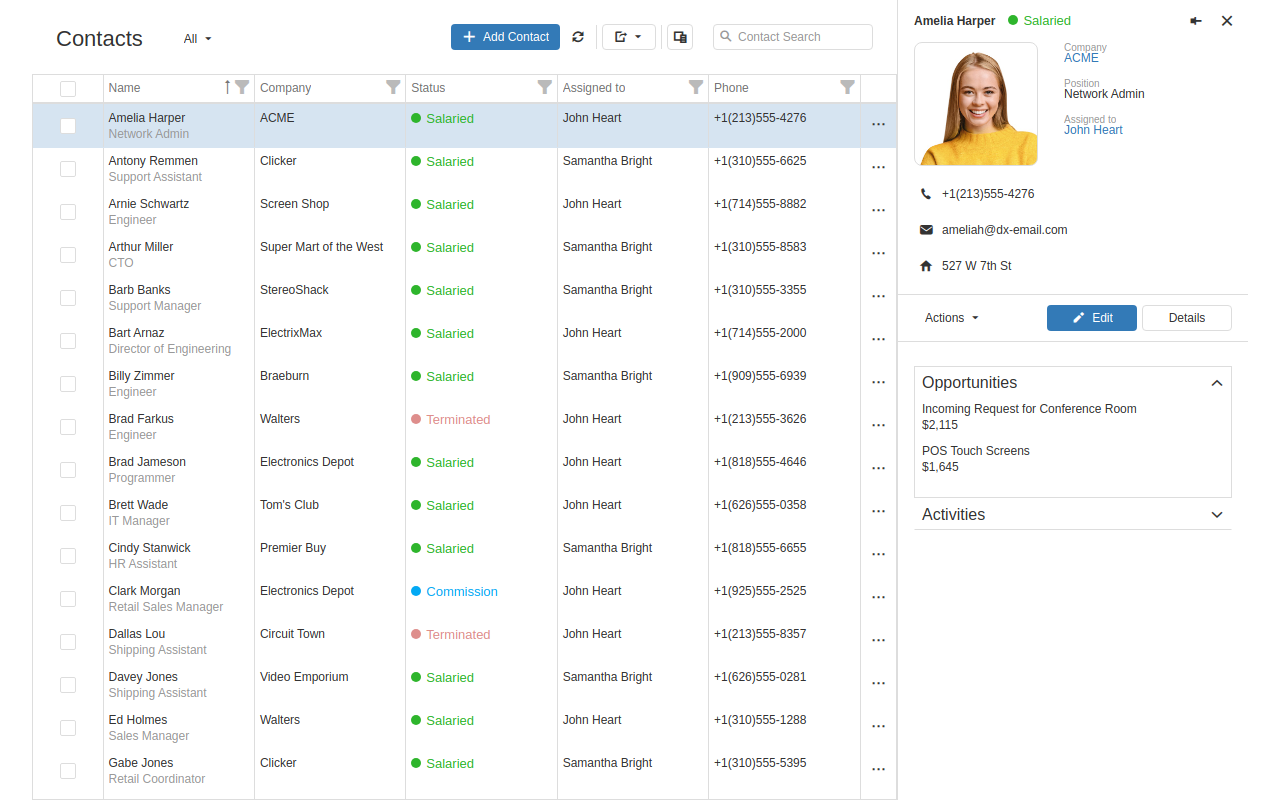 Contacts
All
Add Contact
Contact Search
Name
Company
Status
Assigned to
Phone
Amelia Harper
Network Admin
ACME
Salaried
John Heart
+1(213)555-4276
Antony Remmen
Support Assistant
Clicker
Salaried
Samantha Bright
+1(310)555-6625
Arnie Schwartz
Engineer
Screen Shop
Salaried
John Heart
+1(714)555-8882
Arthur Miller
CTO
Super Mart of the West
Salaried
Samantha Bright
+1(310)555-8583
Barb Banks
Support Manager
StereoShack
Salaried
Samantha Bright
+1(310)555-3355
Bart Arnaz
Director of Engineering
ElectrixMax
Salaried
John Heart
+1(714)555-2000
Billy Zimmer
Engineer
Braeburn
Salaried
Samantha Bright
+1(909)555-6939
Brad Farkus
Engineer
Walters
Terminated
John Heart
+1(213)555-3626
Brad Jameson
Programmer
Electronics Depot
Salaried
John Heart
+1(818)555-4646
Brett Wade
IT Manager
Tom's Club
Salaried
John Heart
+1(626)555-0358
Cindy Stanwick
HR Assistant
Premier Buy
Salaried
Samantha Bright
+1(818)555-6655
Clark Morgan
Retail Sales Manager
Electronics Depot
Commission
John Heart
+1(925)555-2525
Dallas Lou
Shipping Assistant
Circuit Town
Terminated
John Heart
+1(213)555-8357
Davey Jones
Shipping Assistant
Video Emporium
Salaried
Samantha Bright
+1(626)555-0281
Ed Holmes
Sales Manager
Walters
Salaried
John Heart
+1(310)555-1288
Gabe Jones
Retail Coordinator
Clicker
Salaried
Samantha Bright
+1(310)555-5395
Amelia Harper
Salaried
Company
ACME
Position
Network Admin
Assigned to
John Heart
+1(213)555-4276
ameliah@dx-email.com
527 W 7th St
Actions
Edit
Details
Opportunities
Incoming Request for Conference Room
$2,115
POS Touch Screens
$1,645
Activities